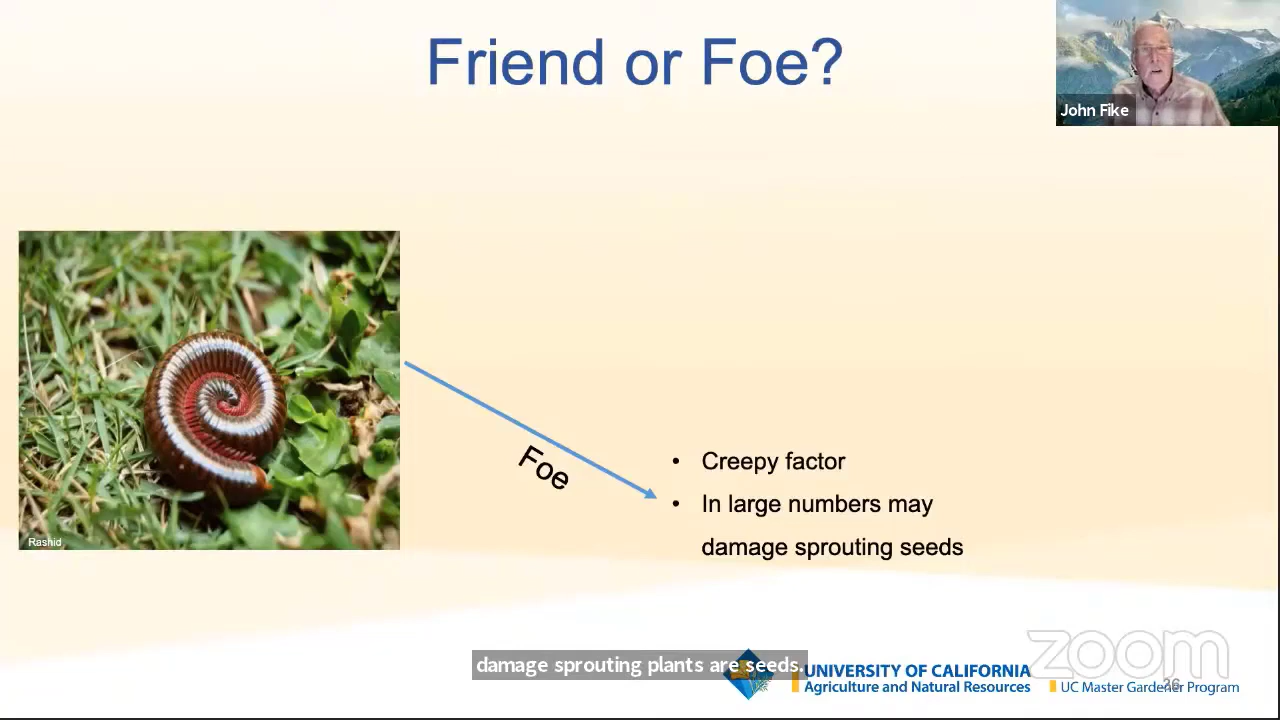 Friend or Foe?
John Fike
Foe
• Creepy factor
• In large numbers may
damage sprouting seeds
Rashid
damage sprouting plants are seeds.
zoom
UNIVERSITY OF CALIFORNIA
Agriculture and Natural Resources
UC Master Gardener Program
36